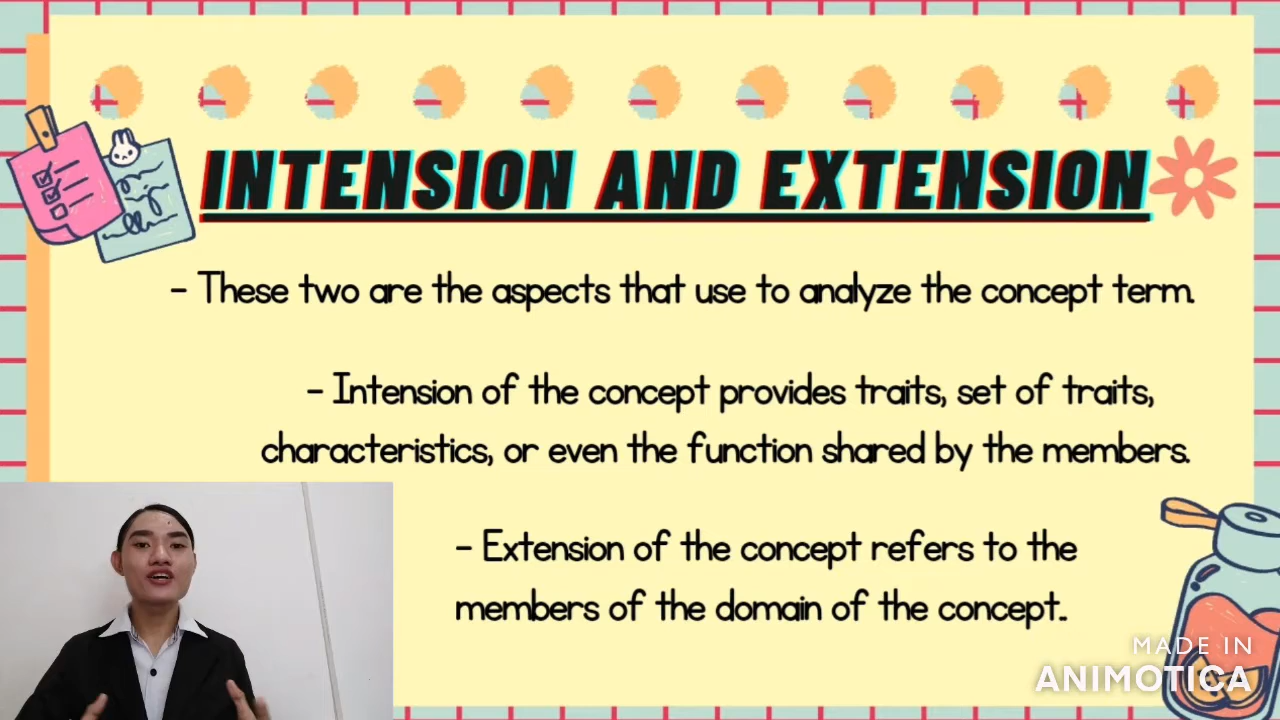 INTENSION AND EXTENSION
- These two are the aspects that use to analyze the concept term.
- Intension of the concept provides traits, set of traits,
characteristics, or even the function shared by the members.
- Extension of the concept refers to the
members of the domain of the concept..
MADE IN
ANIMOTICA